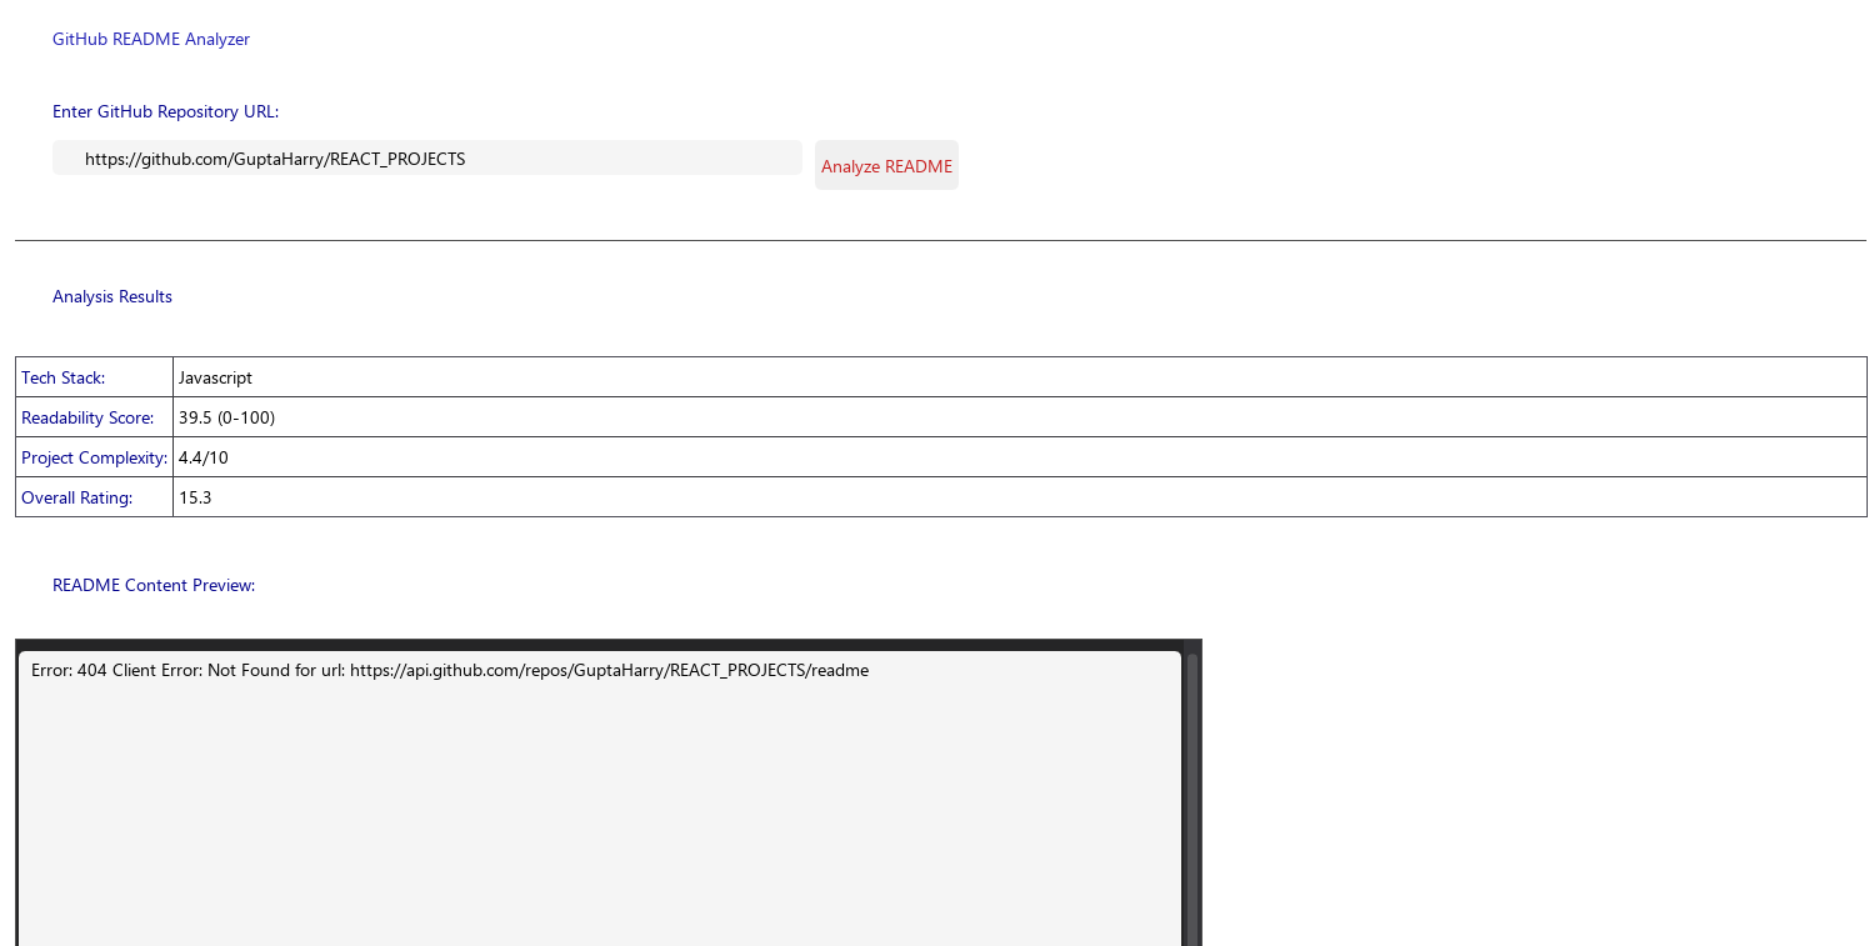 GitHub README Analyzer
Enter GitHub Repository URL:
https://github.com/GuptaHarry/REACT_PROJECTS
Analyze README
Analysis Results
Tech Stack: Javascript
Readability Score: 39.5 (0-100)
Project Complexity: 4.4/10
Overall Rating: 15.3
README Content Preview:
Error: 404 Client Error: Not Found for url: https://api.github.com/repos/GuptaHarry/REACT_PROJECTS/readme